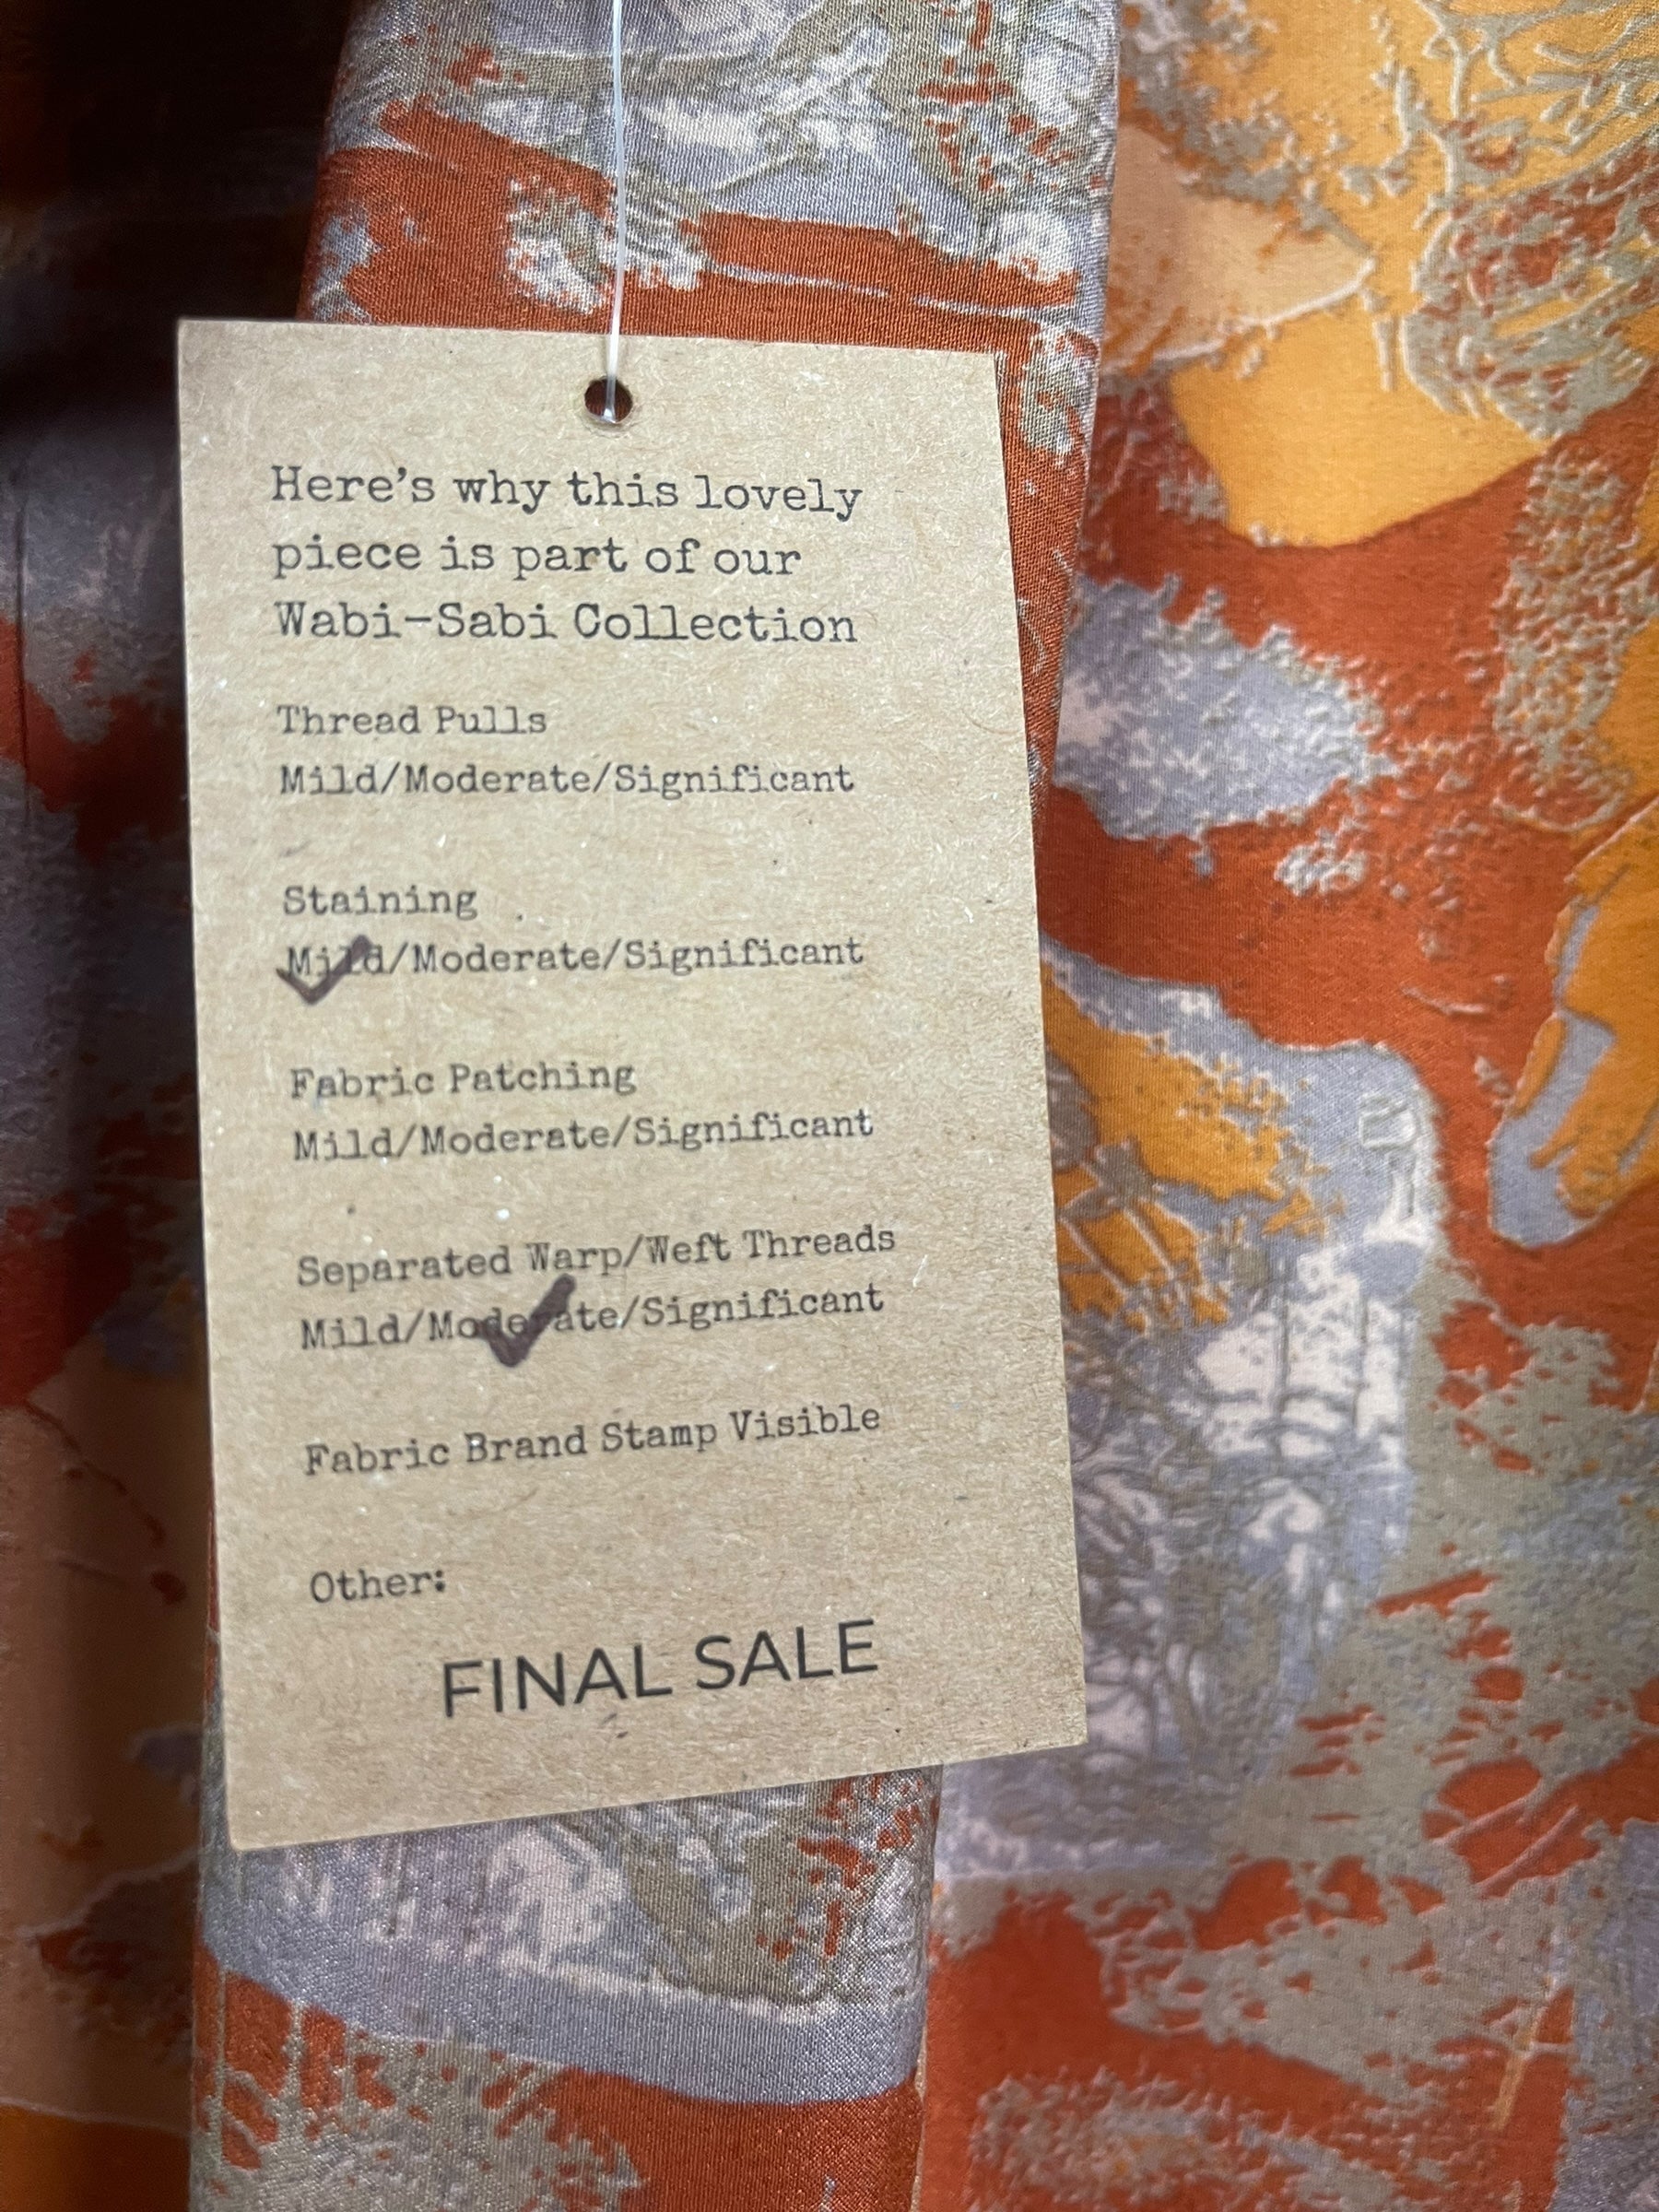 Here's why this lovely
piece is part of our
Wabi-Sabi Collection
Thread Pulls
Mild/Moderate/Significant
Staining
Mild/Moderate/Significant
Fabric Patching
Mild/Moderate/Significant
Separated Warp/Weft Threads
Mild/Moderate/Significant
Fabric Brand Stamp Visible
Other:
FINAL SALE